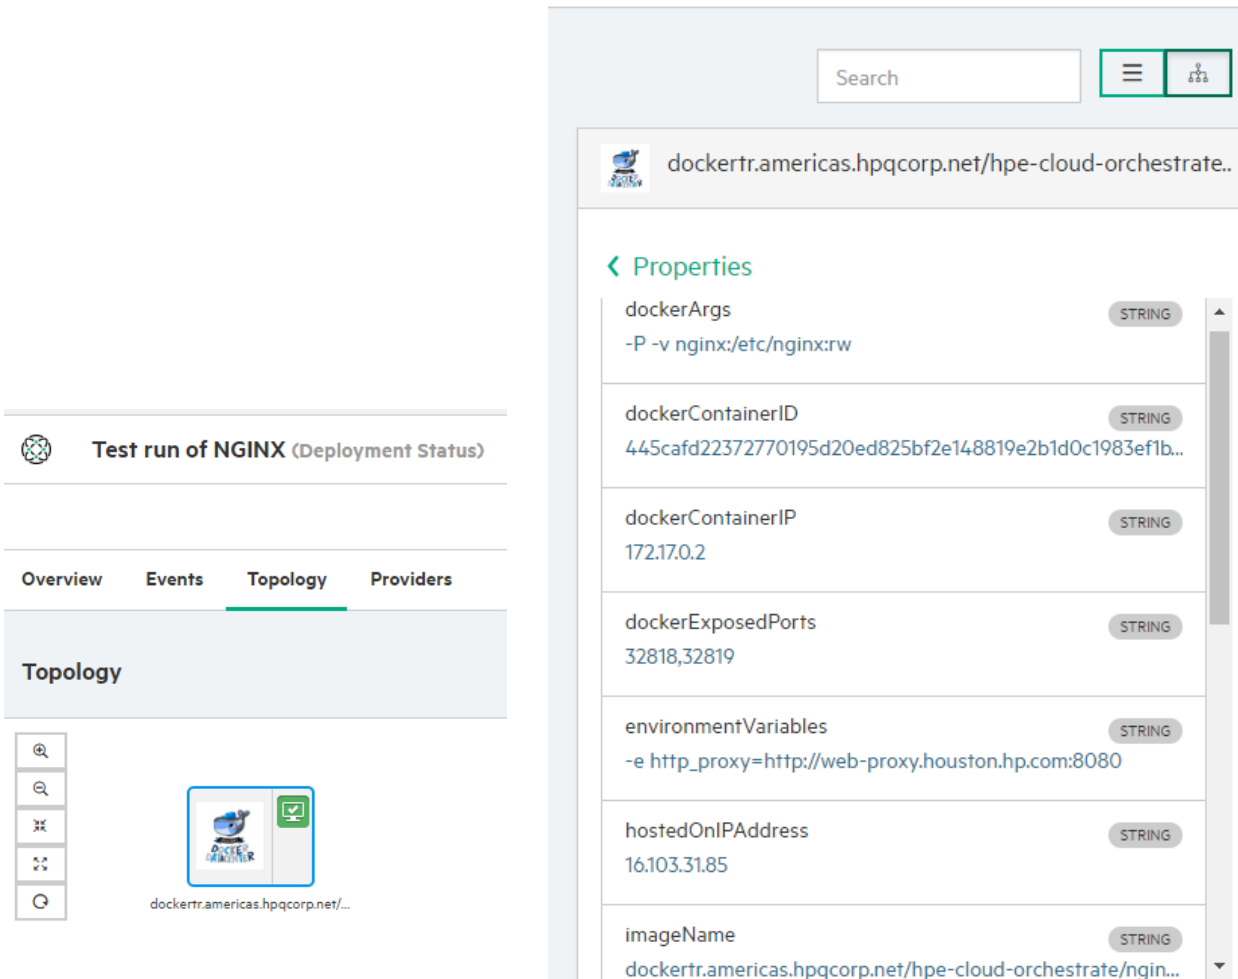 Test run of NGINX (Deployment Status)
Overview Events Topology Providers
Topology
DOCKER
DATACENTER
dockertr.americas.hpqcorp.net/...
Search
dockertr.americas.hpqcorp.net/hpe-cloud-orchestrate..
Properties
dockerArgs STRING
-P -v nginx:/etc/nginx:rw
dockerContainerID STRING
445cafd22372770195d20ed825bf2e148819e2b1d0c1983ef1b...
dockerContainerIP STRING
172.17.0.2
dockerExposedPorts STRING
32818,32819
environmentVariables STRING
-e http_proxy=http://web-proxy.houston.hp.com:8080
hostedOnIPAddress STRING
16.103.31.85
imageName STRING
dockertr.americas.hpqcorp.net/hpe-cloud-orchestrate/ngin...